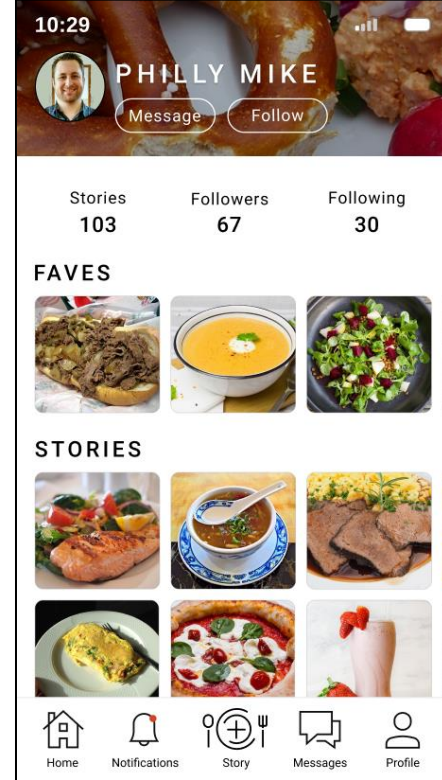 10:29
PHILLY MIKE
Message Follow
Stories Followers Following
103 67 30
FAVES
STORIES
Home Notifications Story Messages Profile